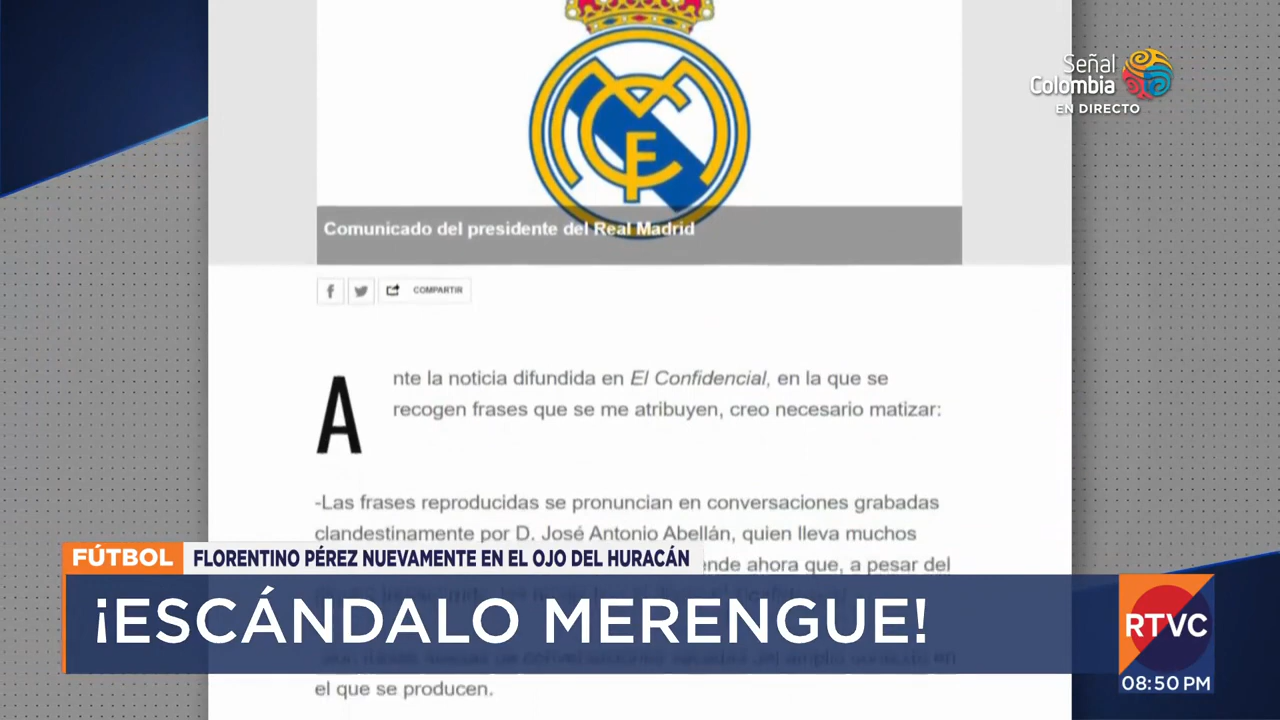 Señal
Colombia
EN DIRECTO
Comunicado del presidente del Real Madrid
COMPARTIR
Ante la noticia difundida en El Confidencial, en la que se
recogen frases que se me atribuyen, creo necesario matizar:
-Las frases reproducidas se pronuncian en conversaciones grabadas
clandestinamente por D. José Antonio Abellán, quien lleva muchos
ende ahora que, a pesar del
el que se producen.
FÚTBOL FLORENTINO PÉREZ NUEVAMENTE EN EL OJO DEL HURACÁN
¡ESCÁNDALO MERENGUE!
RTVC
08:50 PM